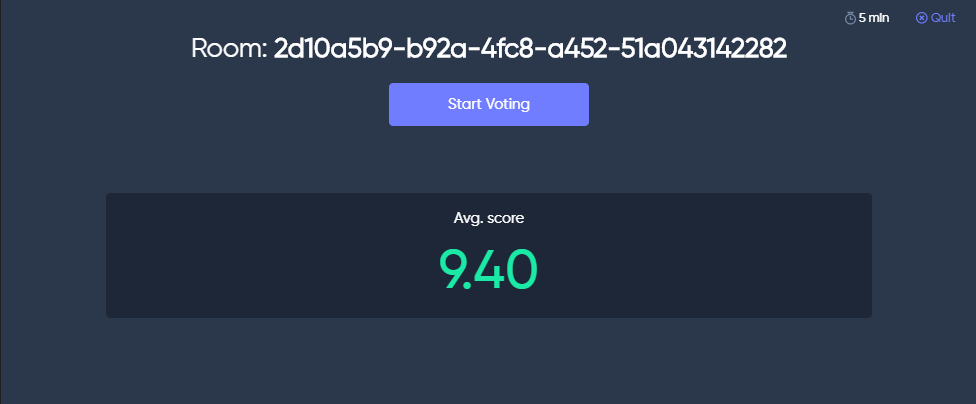 5 min
Quit
Room: 2d10a5b9-b92a-4fc8-a452-51a043142282
Start Voting
Avg. score
9.40